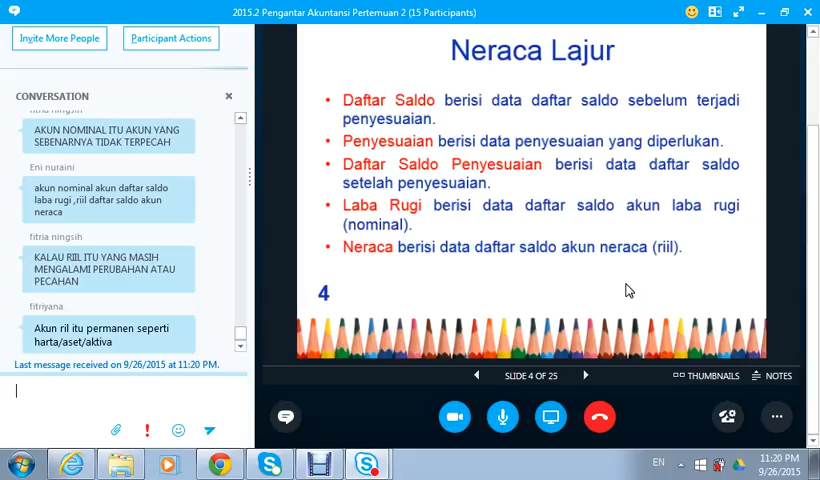 2015.2 Pengantar Akuntansi Pertemuan 2 (15 Participants)
Invite More People
Participant Actions
CONVERSATION
fitria ningsih
AKUN NOMINAL ITU AKUN YANG
SEBENARNYA TIDAK TERPECAH
Eni nuraini
akun nominal akun daftar saldo
laba rugi ,riil daftar saldo akun
neraca
fitria ningsih
KALAU RIIL ITU YANG MASIH
MENGALAMI PERUBAHAN ATAU
PECAHAN
fitriyana
Akun ril itu permanen seperti
harta/aset/aktiva
Last message received on 9/26/2015 at 11:20 PM.
Neraca Lajur
• Daftar Saldo berisi data daftar saldo sebelum terjadi
penyesuaian.
• Penyesuaian berisi data penyesuaian yang diperlukan.
• Daftar Saldo Penyesuaian berisi data daftar saldo
setelah penyesuaian.
• Laba Rugi berisi data daftar saldo akun laba rugi
(nominal).
• Neraca berisi data daftar saldo akun neraca (riil).
4
SLIDE 4 OF 25
THUMBNAILS
NOTES
EN
11:20 PM
9/26/2015